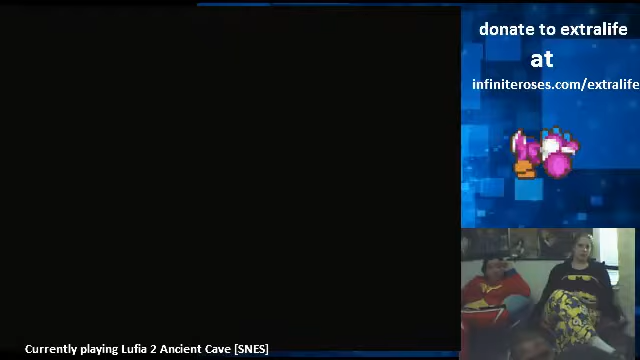 donate to extralife
at
infiniteroses.com/extralife
Currently playing Lufia 2 Ancient Cave [SNES]